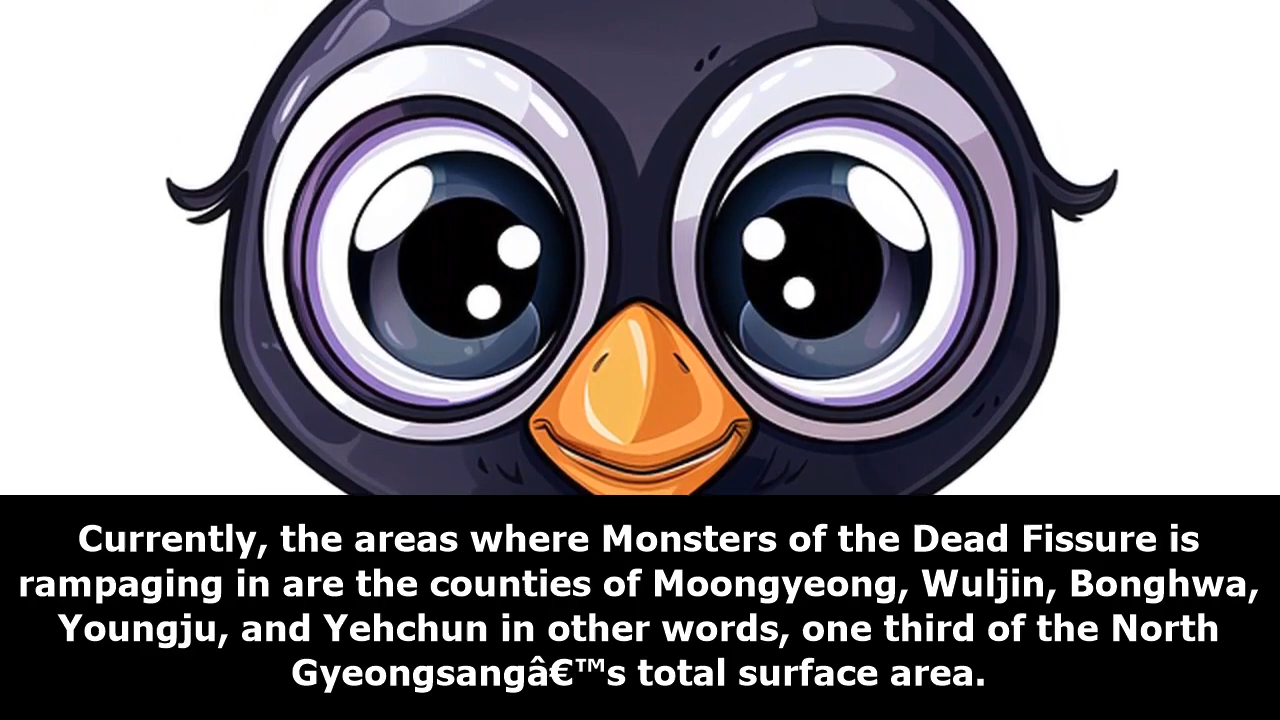 Currently, the areas where Monsters of the Dead Fissure is
rampaging in are the counties of Moongyeong, Wuljin, Bonghwa,
Youngju, and Yehchun in other words, one third of the North
Gyeongsangâ€™s total surface area.